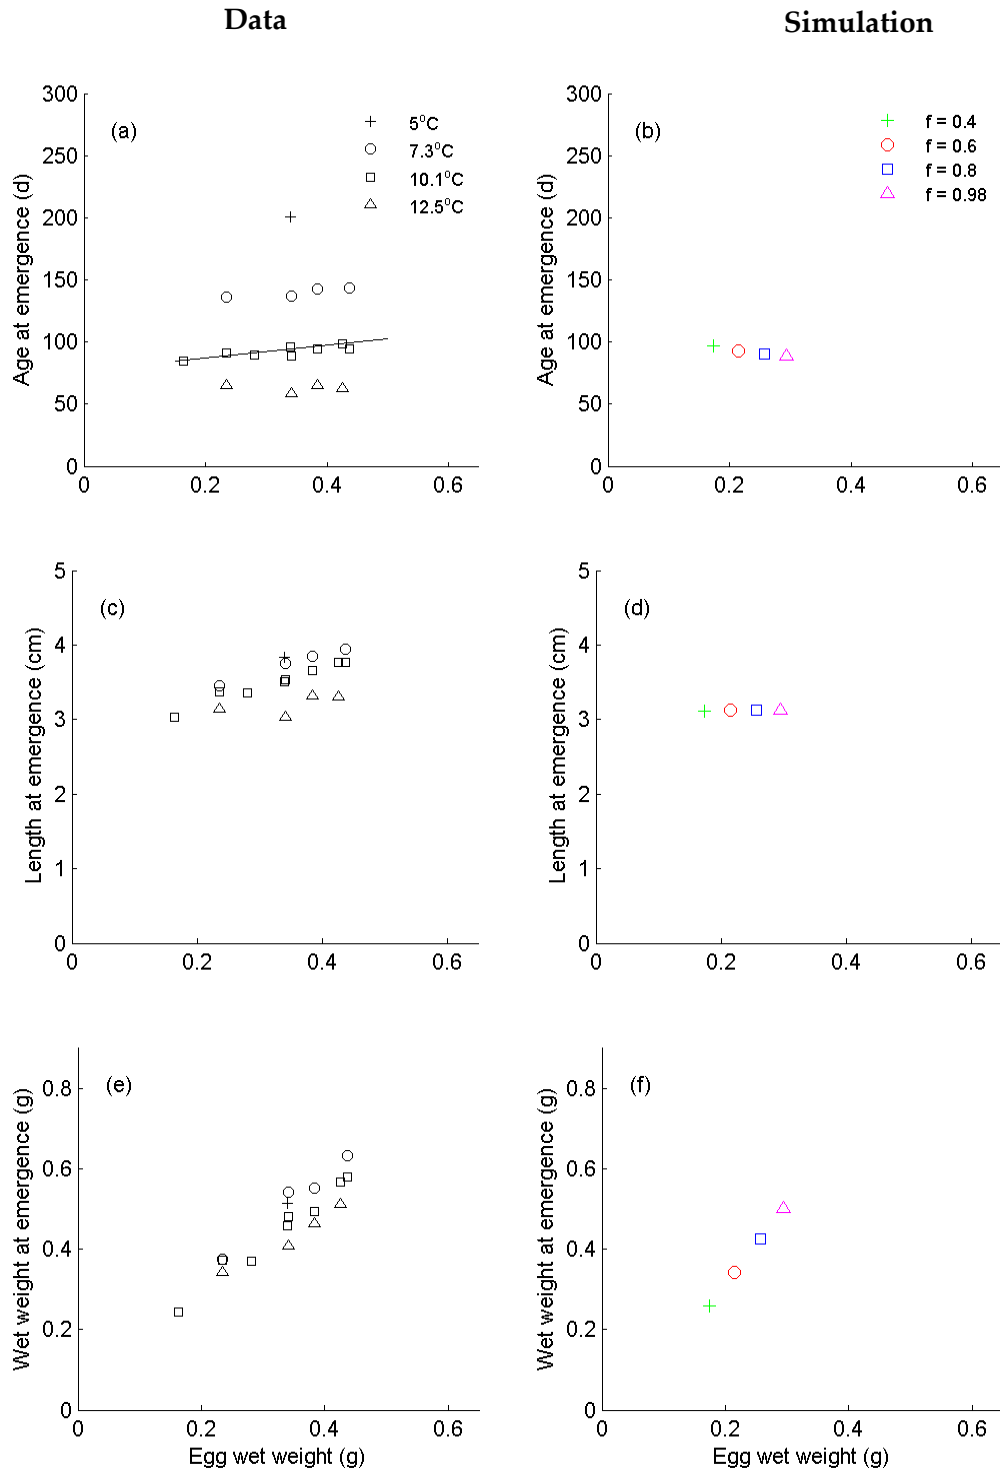 Data
Simulation
300
250
200
150
100
50
0
0 0.2 0.4 0.6
Age at emergence (d)
(a)
5⁰C
7.3⁰C
10.1⁰C
12.5⁰C
300
250
200
150
100
50
0
0 0.2 0.4 0.6
Age at emergence (d)
(b)
f = 0.4
f = 0.6
f = 0.8
f = 0.98
5
4
3
2
1
0
0 0.2 0.4 0.6
Length at emergence (cm)
(c)
5
4
3
2
1
0
0 0.2 0.4 0.6
Length at emergence (cm)
(d)
0.8
0.6
0.4
0.2
0
0 0.2 0.4 0.6
Wet weight at emergence (g)
(e)
Egg wet weight (g)
0.8
0.6
0.4
0.2
0
0 0.2 0.4 0.6
Wet weight at emergence (g)
(f)
Egg wet weight (g)